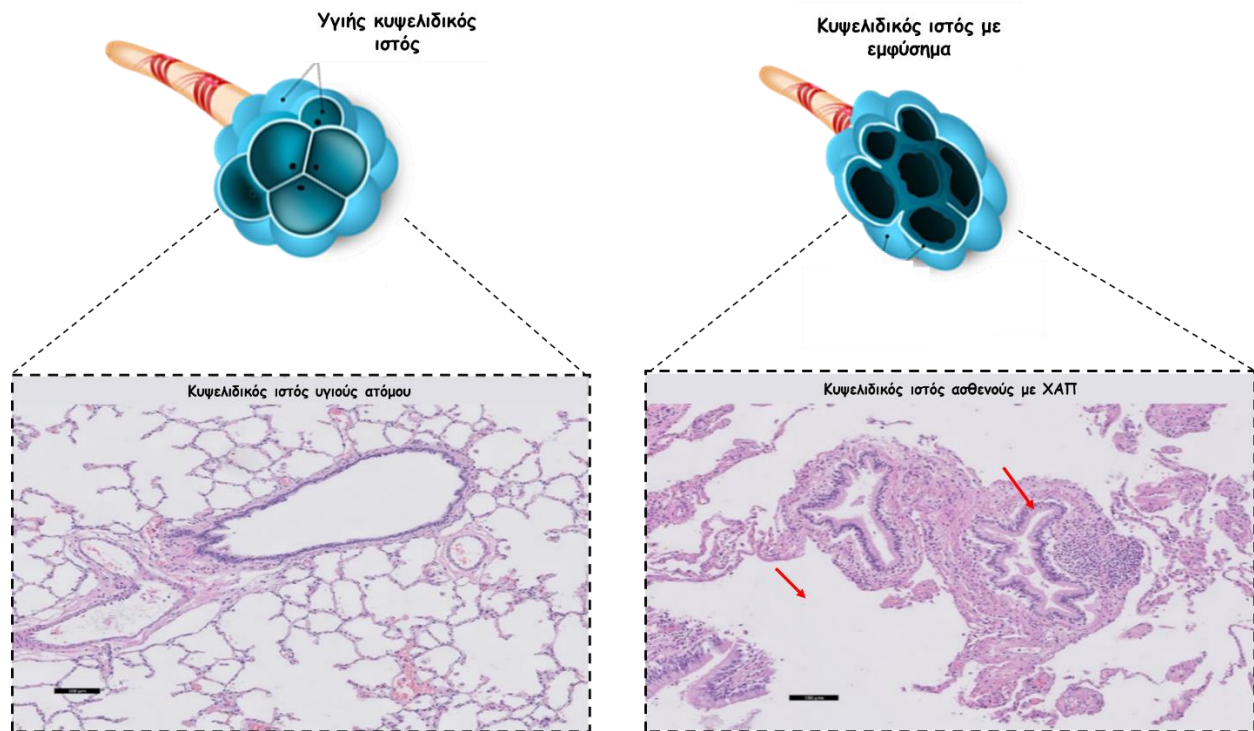 Υγιής κυψελιδικός
ιστός
Κυψελιδικός ιστός με
εμφύσημα
Κυψελιδικός ιστός υγιούς ατόμου
Κυψελιδικός ιστός ασθενούς με ΧΑΠ